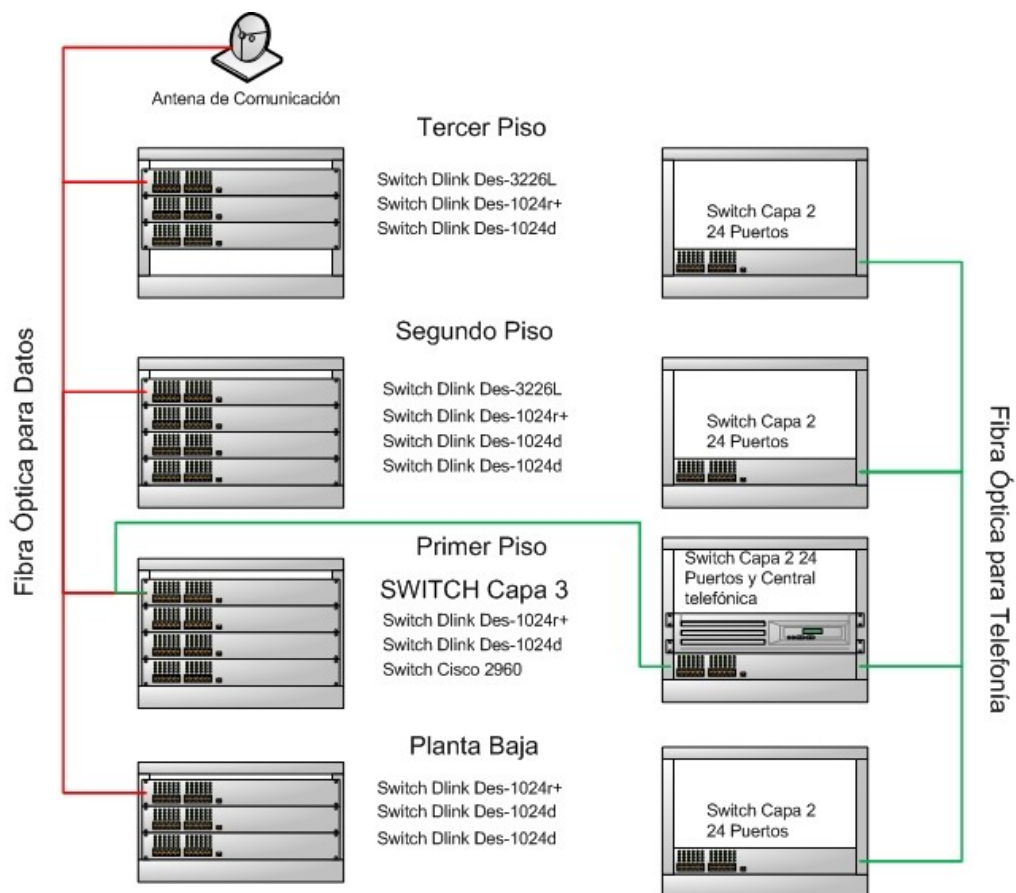 Antena de Comunicación
Tercer Piso
Switch Dlink Des-3226L
Switch Dlink Des-1024r+
Switch Dlink Des-1024d
Switch Capa 2
24 Puertos
Segundo Piso
Switch Dlink Des-3226L
Switch Dlink Des-1024r+
Switch Dlink Des-1024d
Switch Dlink Des-1024d
Switch Capa 2
24 Puertos
Fibra Óptica para Datos
Fibra Óptica para Telefonía
Primer Piso
SWITCH Capa 3
Switch Dlink Des-1024r+
Switch Dlink Des-1024d
Switch Cisco 2960
Switch Capa 2 24
Puertos y Central
telefónica
Planta Baja
Switch Dlink Des-1024r+
Switch Dlink Des-1024d
Switch Dlink Des-1024d
Switch Capa 2
24 Puertos